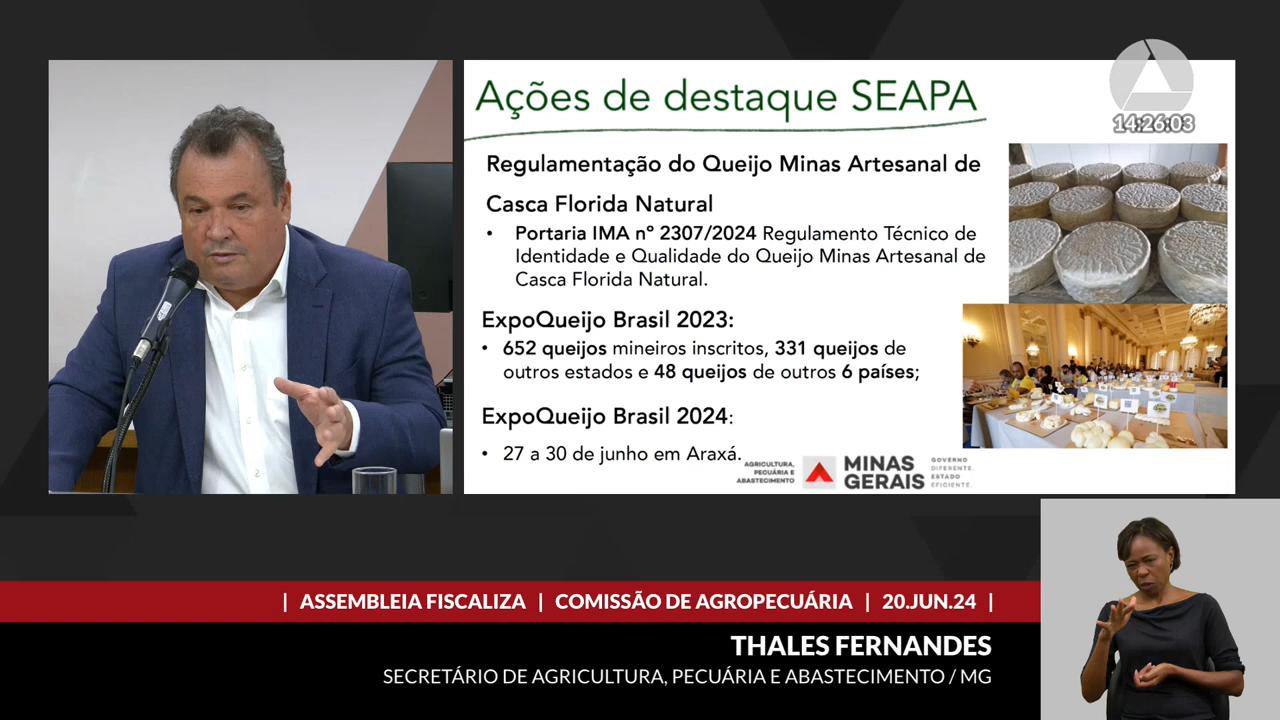 Ações de destaque SEAPA
14:26:03
Regulamentação do Queijo Minas Artesanal de
Casca Florida Natural
• Portaria IMA nº 2307/2024 Regulamento Técnico de
Identidade e Qualidade do Queijo Minas Artesanal de
Casca Florida Natural.
ExpoQueijo Brasil 2023:
• 652 queijos mineiros inscritos, 331 queijos de
outros estados e 48 queijos de outros 6 países;
ExpoQueijo Brasil 2024:
• 27 a 30 de junho em Araxá.
AGRICULTURA,
PECUÁRIA E
ABASTECIMENTO
MINAS
GERAIS
GOVERNO
DIFERENTE.
ESTADO
EFICIENTE.
| ASSEMBLEIA FISCALIZA | COMISSÃO DE AGROPECUÁRIA | 20.JUN.24 |
THALES FERNANDES
SECRETÁRIO DE AGRICULTURA, PECUÁRIA E ABASTECIMENTO / MG